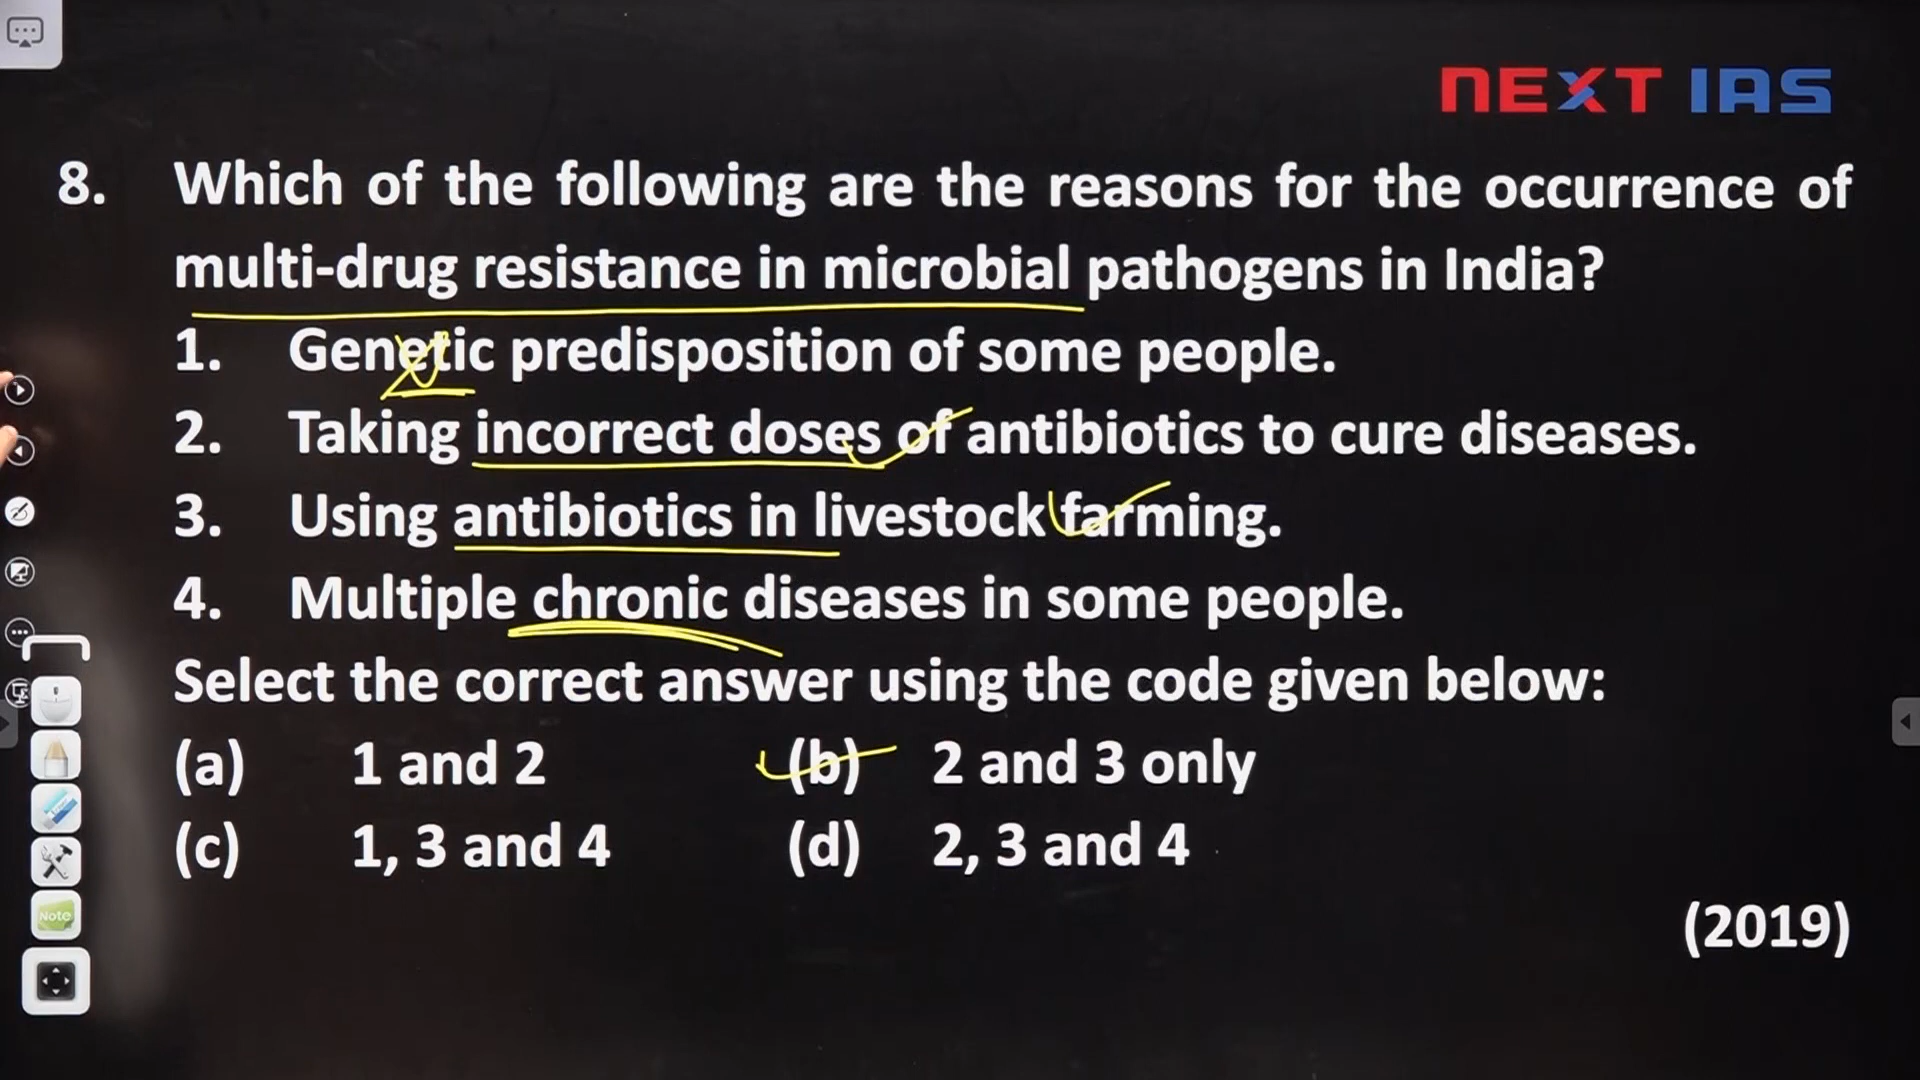 NEXT IAS
8. Which of the following are the reasons for the occurrence of
multi-drug resistance in microbial pathogens in India?
1. Genetic predisposition of some people.
2. Taking incorrect doses of antibiotics to cure diseases.
3. Using antibiotics in livestock farming.
4. Multiple chronic diseases in some people.
Select the correct answer using the code given below:
(a) 1 and 2 (b) 2 and 3 only
(c) 1, 3 and 4 (d) 2, 3 and 4
Note
(2019)